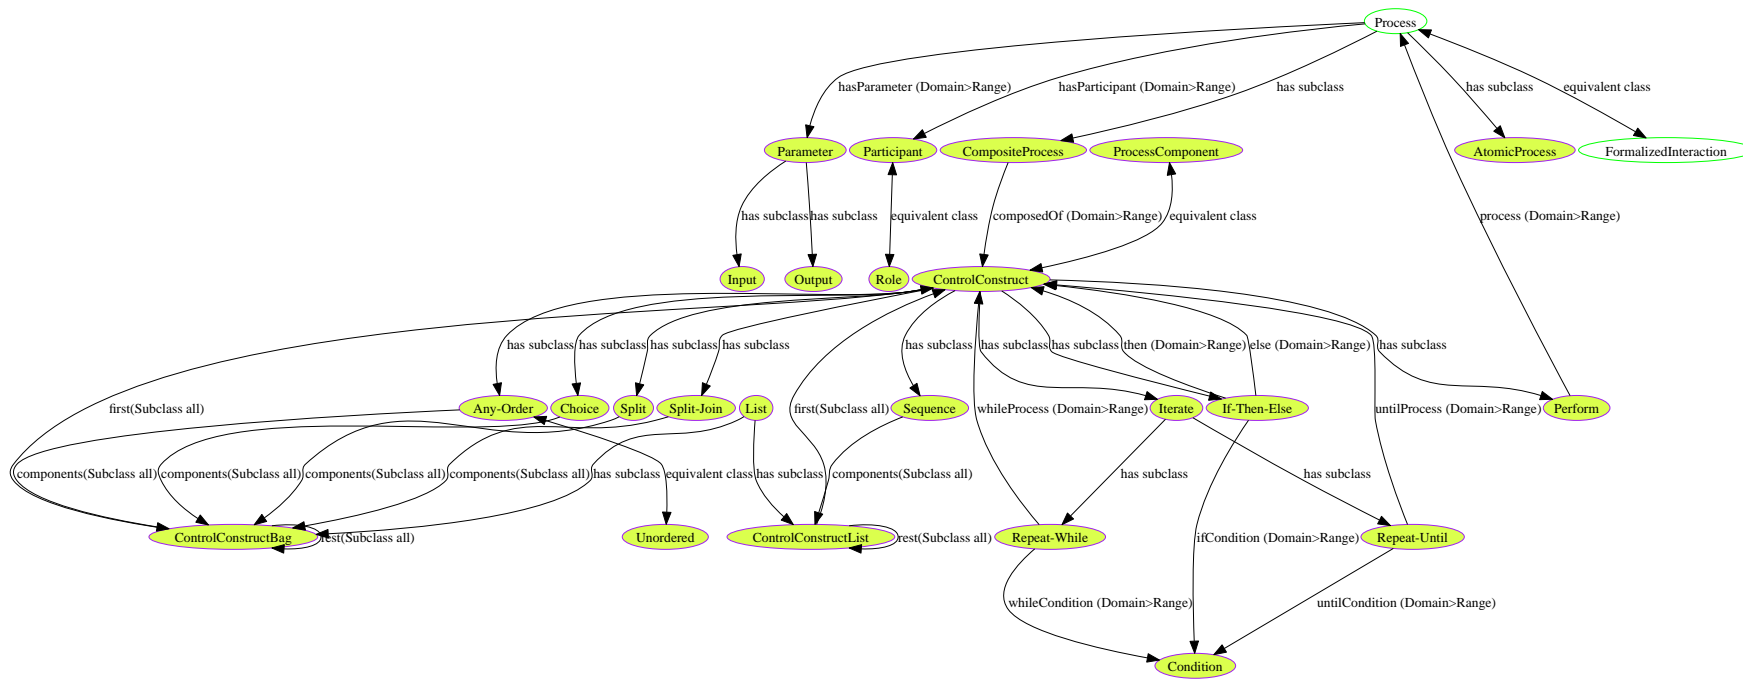 Process
hasParameter (Domain>Range)
hasParticipant (Domain>Range)
has subclass
has subclass
equivalent class
Parameter
Participant
CompositeProcess
ProcessComponent
AtomicProcess
FormalizedInteraction
has subclass
has subclass
equivalent class
composedOf (Domain>Range)
equivalent class
process (Domain>Range)
Input
Output
Role
ControlConstruct
has subclass
has subclass
has subclass
has subclass
has subclass
has subclass
has subclass
then (Domain>Range)
else (Domain>Range)
has subclass
first(Subclass all)
Any-Order
Choice
Split
Split-Join
List
first(Subclass all)
Sequence
whileProcess (Domain>Range)
Iterate
If-Then-Else
untilProcess (Domain>Range)
Perform
components(Subclass all)
components(Subclass all)
components(Subclass all)
components(Subclass all)
has subclass
equivalent class
has subclass
components(Subclass all)
has subclass
has subclass
ControlConstructBag
rest(Subclass all)
Unordered
ControlConstructList
rest(Subclass all)
Repeat-While
ifCondition (Domain>Range)
Repeat-Until
whileCondition (Domain>Range)
untilCondition (Domain>Range)
Condition